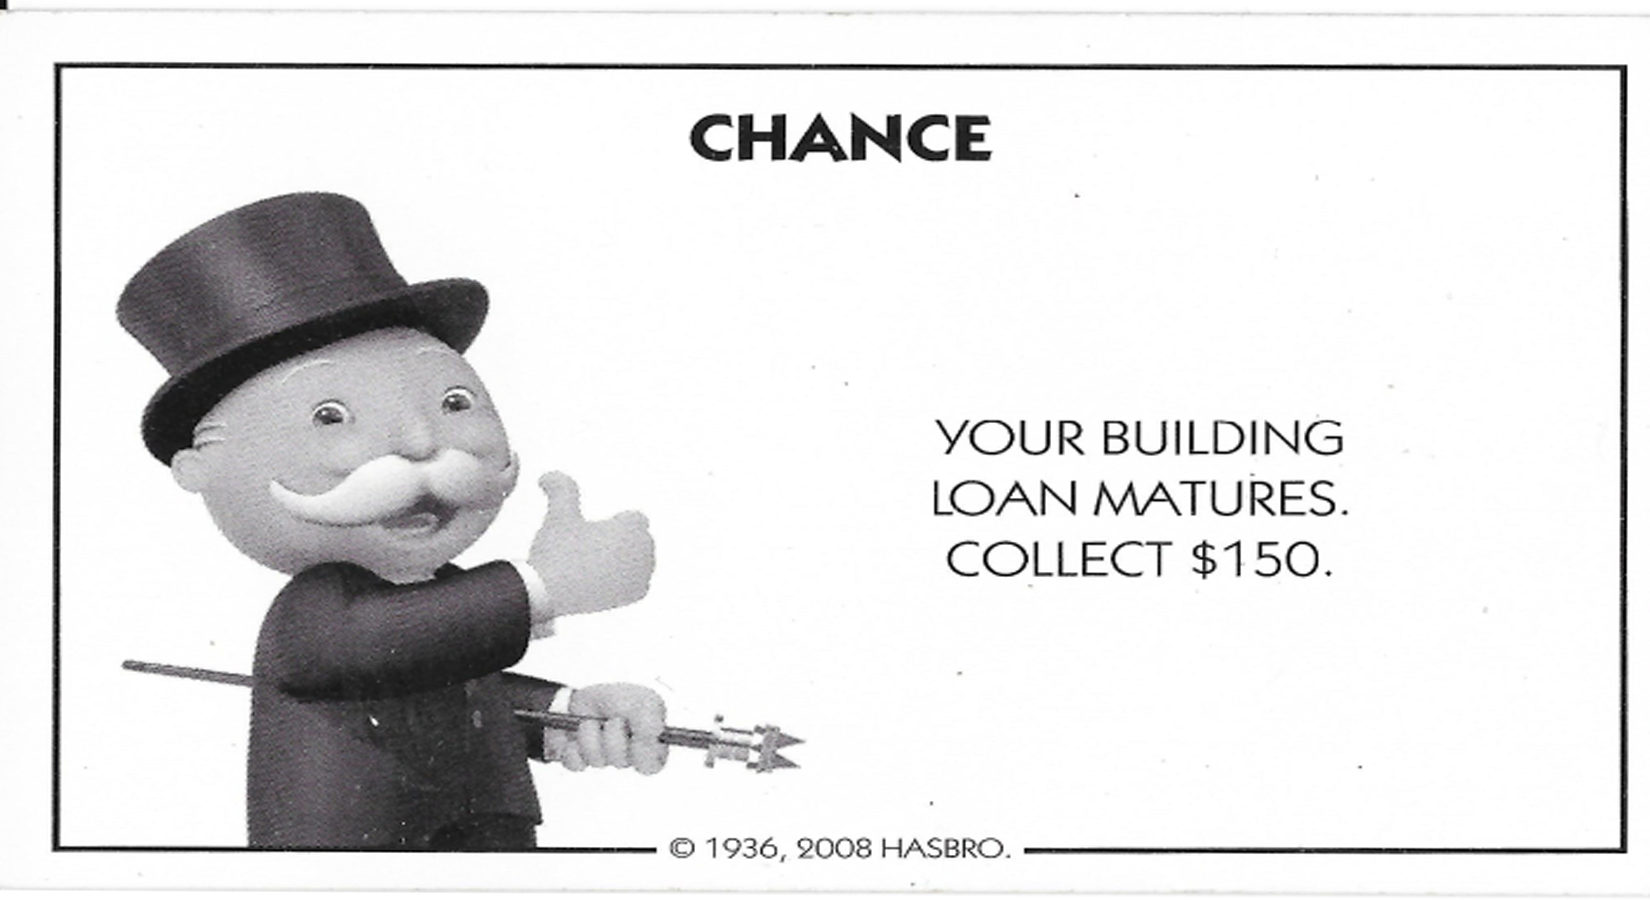 CHANCE
YOUR BUILDING
LOAN MATURES.
COLLECT $150.
© 1936, 2008 HASBRO.